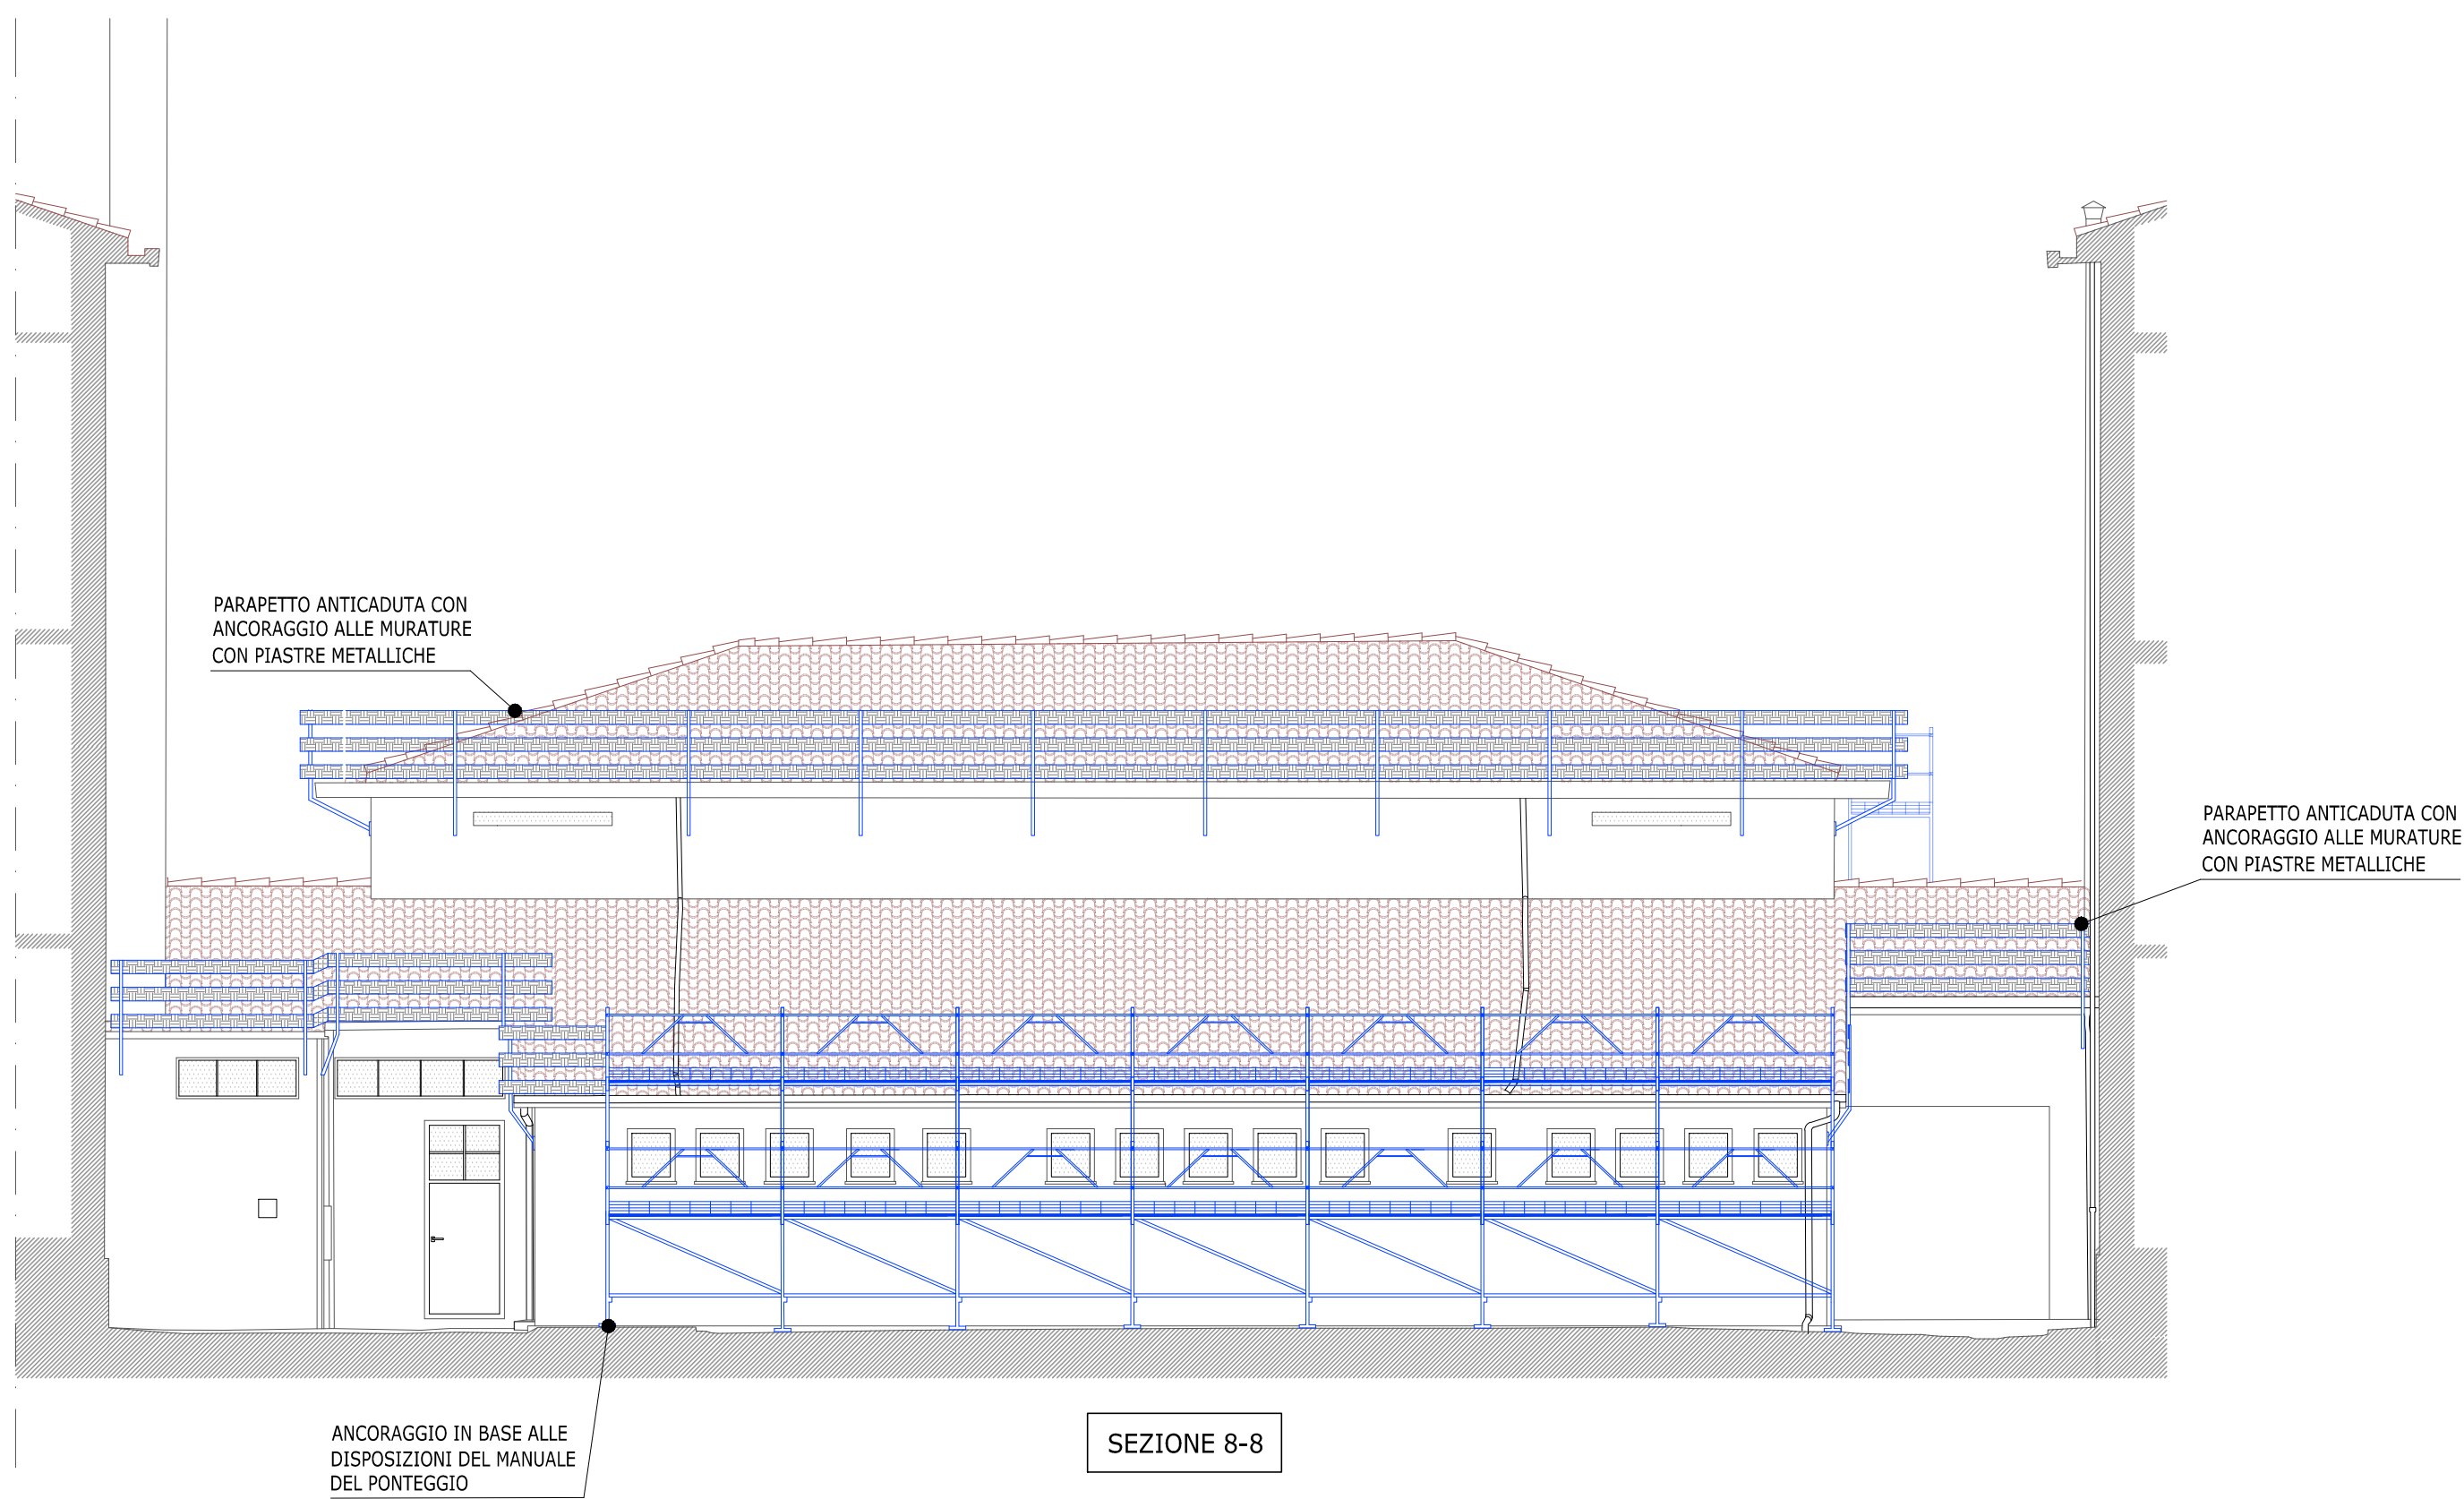 PARAPETTO ANTICADUTA CON
ANCORAGGIO ALLE MURATURE
CON PIASTRE METALLICHE
PARAPETTO ANTICADUTA CON
ANCORAGGIO ALLE MURATURE
CON PIASTRE METALLICHE
ANCORAGGIO IN BASE ALLE
DISPOSIZIONI DEL MANUALE
DEL PONTEGGIO
SEZIONE 8-8